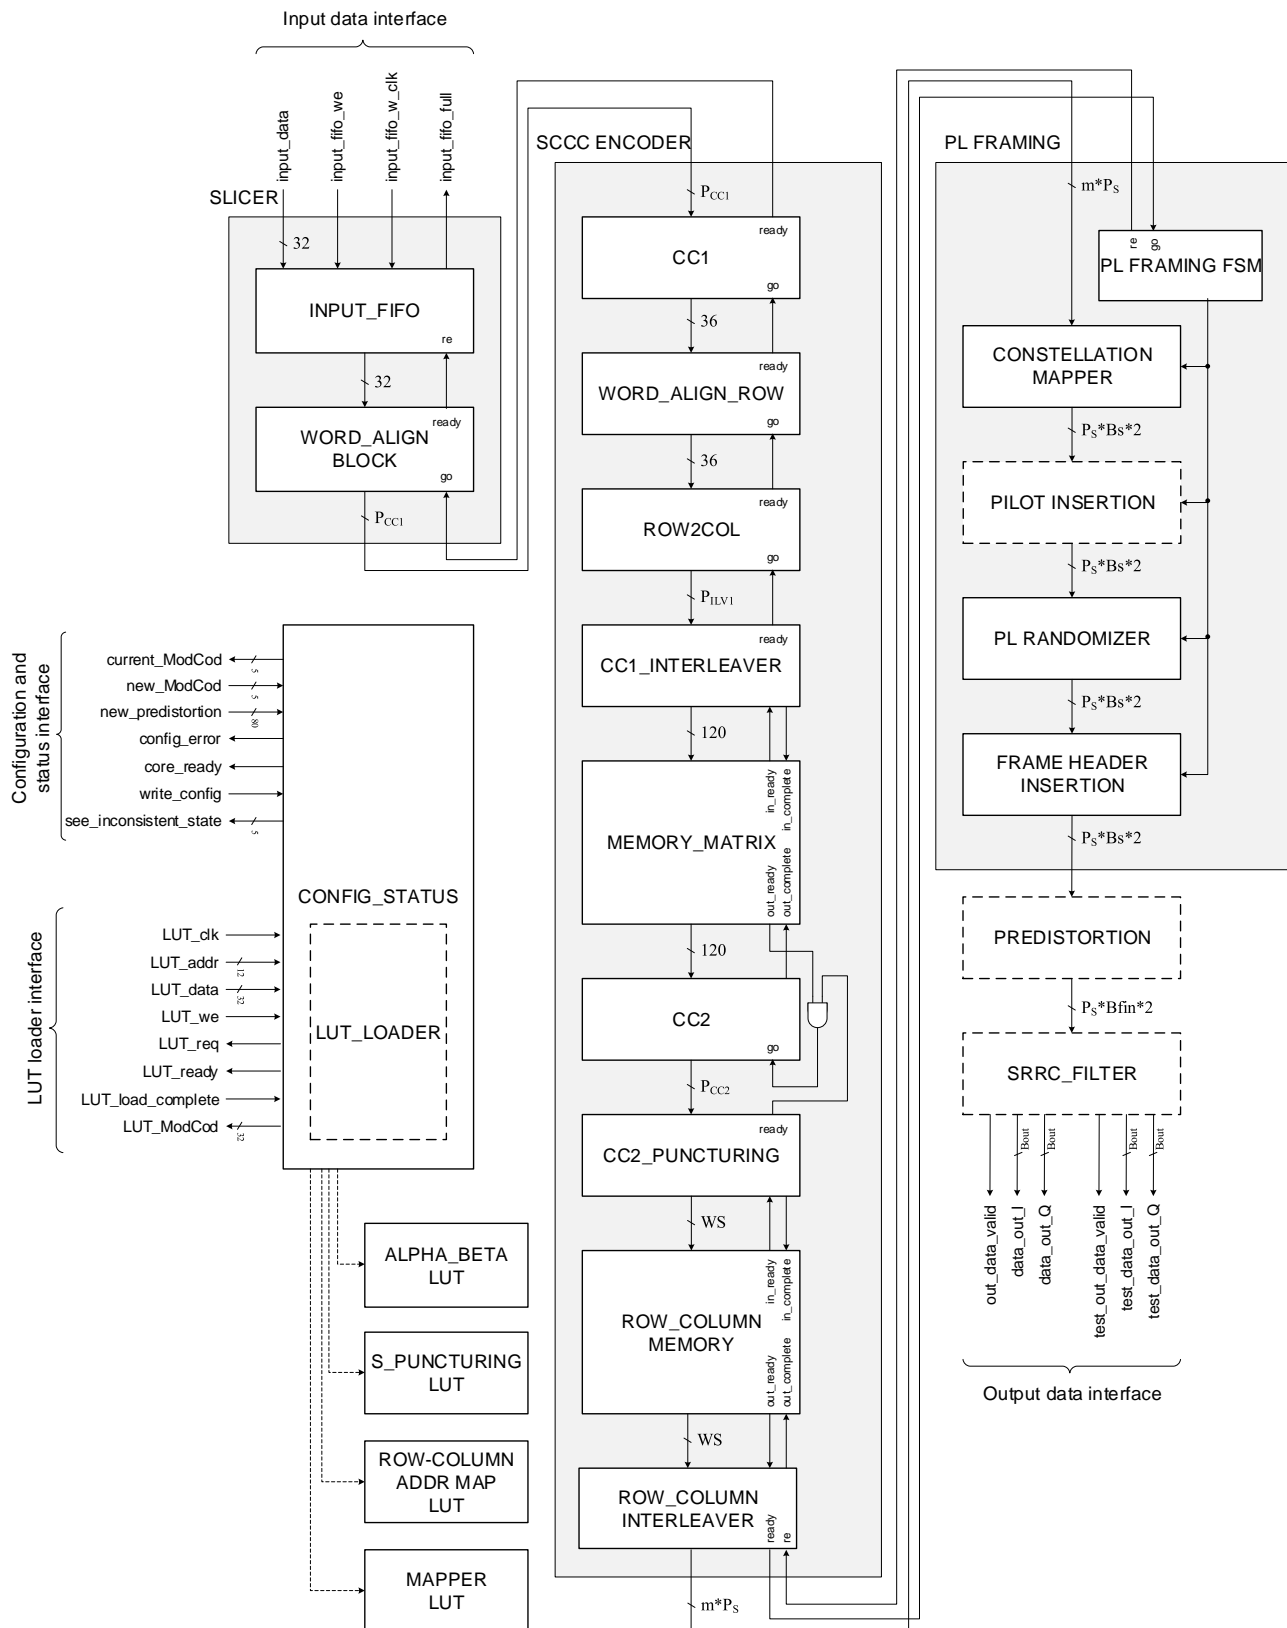 Input data interface
input_data
input_fifo_we
input_fifo_w_clk
input_fifo_full
SLICER
32
INPUT_FIFO
re
32
ready
WORD_ALIGN
BLOCK
go
PCC1
Configuration and
status interface
current_ModCod
5
new_ModCod
5
new_predistortion
80
config_error
core_ready
write_config
see_inconsistent_state
5
CONFIG_STATUS
LUT_LOADER
LUT loader interface
LUT_clk
LUT_addr
12
LUT_data
32
LUT_we
LUT_req
LUT_ready
LUT_load_complete
LUT_ModCod
32
ALPHA_BETA
LUT
S_PUNCTURING
LUT
ROW-COLUMN
ADDR MAP
LUT
MAPPER
LUT
SCCC ENCODER
PCC1
ready
CC1
go
36
ready
WORD_ALIGN_ROW
go
36
ready
ROW2COL
go
PILV1
ready
CC1_INTERLEAVER
120
in_ready
in_complete
MEMORY_MATRIX
out_ready
out_complete
120
CC2
go
PCC2
ready
CC2_PUNCTURING
WS
in_ready
in_complete
ROW_COLUMN
MEMORY
out_ready
out_complete
WS
ROW_COLUMN
INTERLEAVER
ready
re
m*PS
PL FRAMING
m*PS
re
go
PL FRAMING FSM
CONSTELLATION
MAPPER
PS*Bs*2
PILOT INSERTION
PS*Bs*2
PL RANDOMIZER
PS*Bs*2
FRAME HEADER
INSERTION
PS*Bs*2
PREDISTORTION
PS*Bfin*2
SRRC_FILTER
Bout
Bout
Bout
Bout
out_data_valid
data_out_I
data_out_Q
test_out_data_valid
test_data_out_I
test_data_out_Q
Output data interface